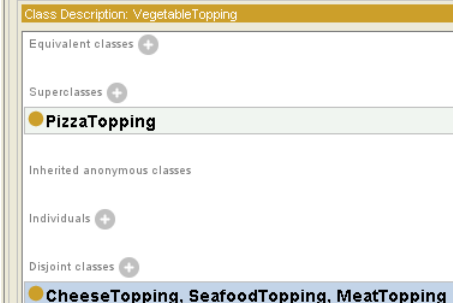 Class Description: VegetableTopping
Equivalent classes
Superclasses
PizzaTopping
Inherited anonymous classes
Individuals
Disjoint classes
CheeseTopping, SeafoodTopping, MeatTopping